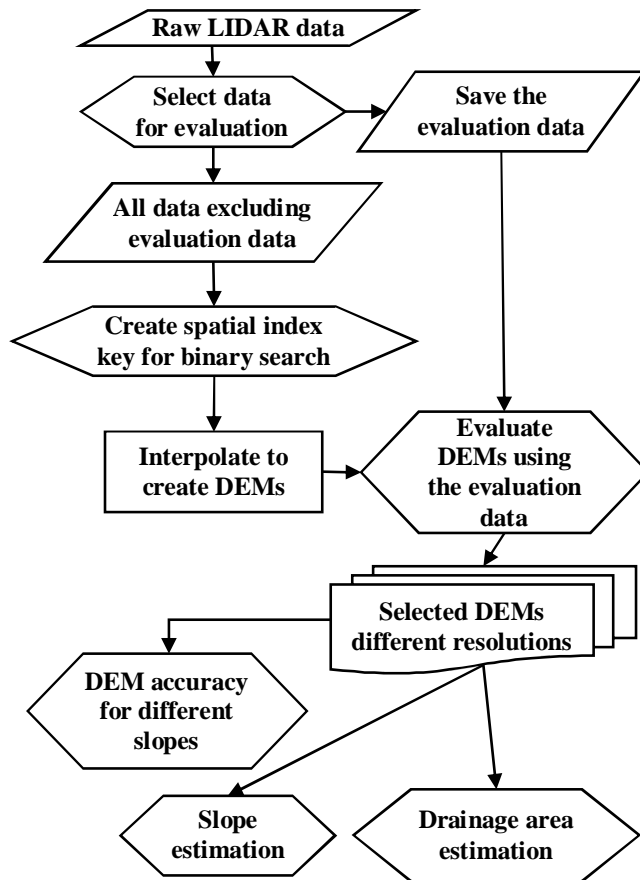 Raw LIDAR data
Select data
for evaluation
Save the
evaluation data
All data excluding
evaluation data
Create spatial index
key for binary search
Interpolate to
create DEMs
Evaluate
DEMs using
the evaluation
data
Selected DEMs
different resolutions
DEM accuracy
for different
slopes
Slope
estimation
Drainage area
estimation